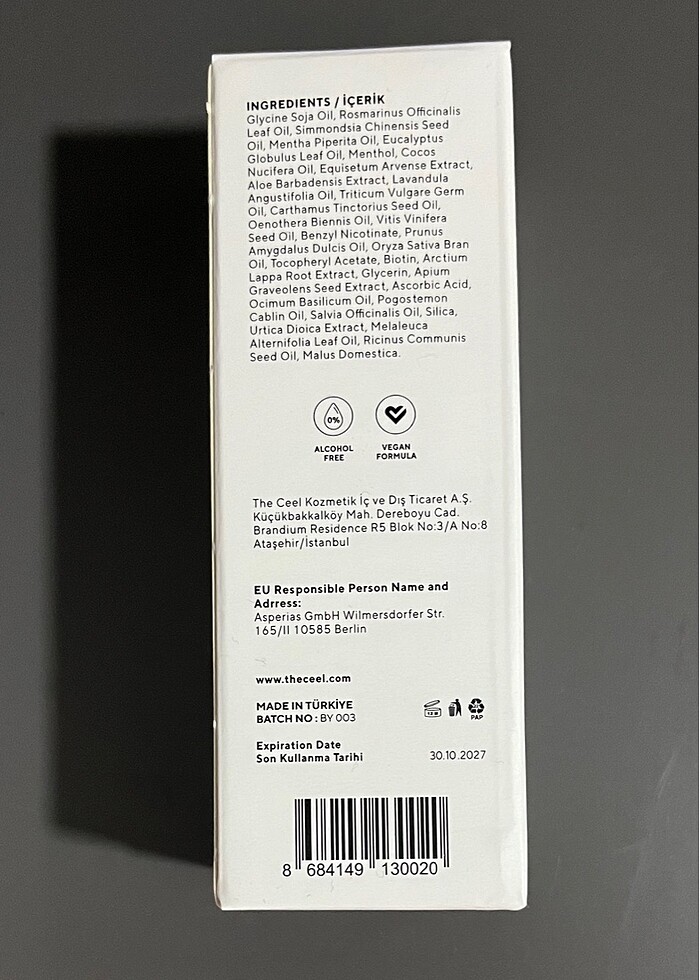 INGREDIENTS / İÇERİK
Glycine Soja Oil, Rosmarinus Officinalis
Leaf Oil, Simmondsia Chinensis Seed
Oil, Mentha Piperita Oil, Eucalyptus
Globulus Leaf Oil, Menthol, Cocos
Nucifera Oil, Equisetum Arvense Extract,
Aloe Barbadensis Extract, Lavandula
Angustifolia Oil, Triticum Vulgare Germ
Oil, Carthamus Tinctorius Seed Oil,
Oenothera Biennis Oil, Vitis Vinifera
Seed Oil, Benzyl Nicotinate, Prunus
Amygdalus Dulcis Oil, Oryza Sativa Bran
Oil, Tocopheryl Acetate, Biotin, Arctium
Lappa Root Extract, Glycerin, Apium
Graveolens Seed Extract, Ascorbic Acid,
Ocimum Basilicum Oil, Pogostemon
Cablin Oil, Salvia Officinalis Oil, Silica,
Urtica Dioica Extract, Melaleuca
Alternifolia Leaf Oil, Ricinus Communis
Seed Oil, Malus Domestica.
0%
ALCOHOL
FREE
VEGAN
FORMULA
The Ceel Kozmetik İç ve Dış Ticaret A.Ş.
Küçükbakkalköy Mah. Dereboyu Cad.
Brandium Residence R5 Blok No:3/A No:8
Ataşehir/İstanbul
EU Responsible Person Name and
Adrress:
Asperias GmbH Wilmersdorfer Str.
165/II 10585 Berlin
www.theceel.com
MADE IN TÜRKİYE
BATCH NO : BY 003
PAP
Expiration Date
Son Kullanma Tarihi 30.10.2027
8 684149 130020